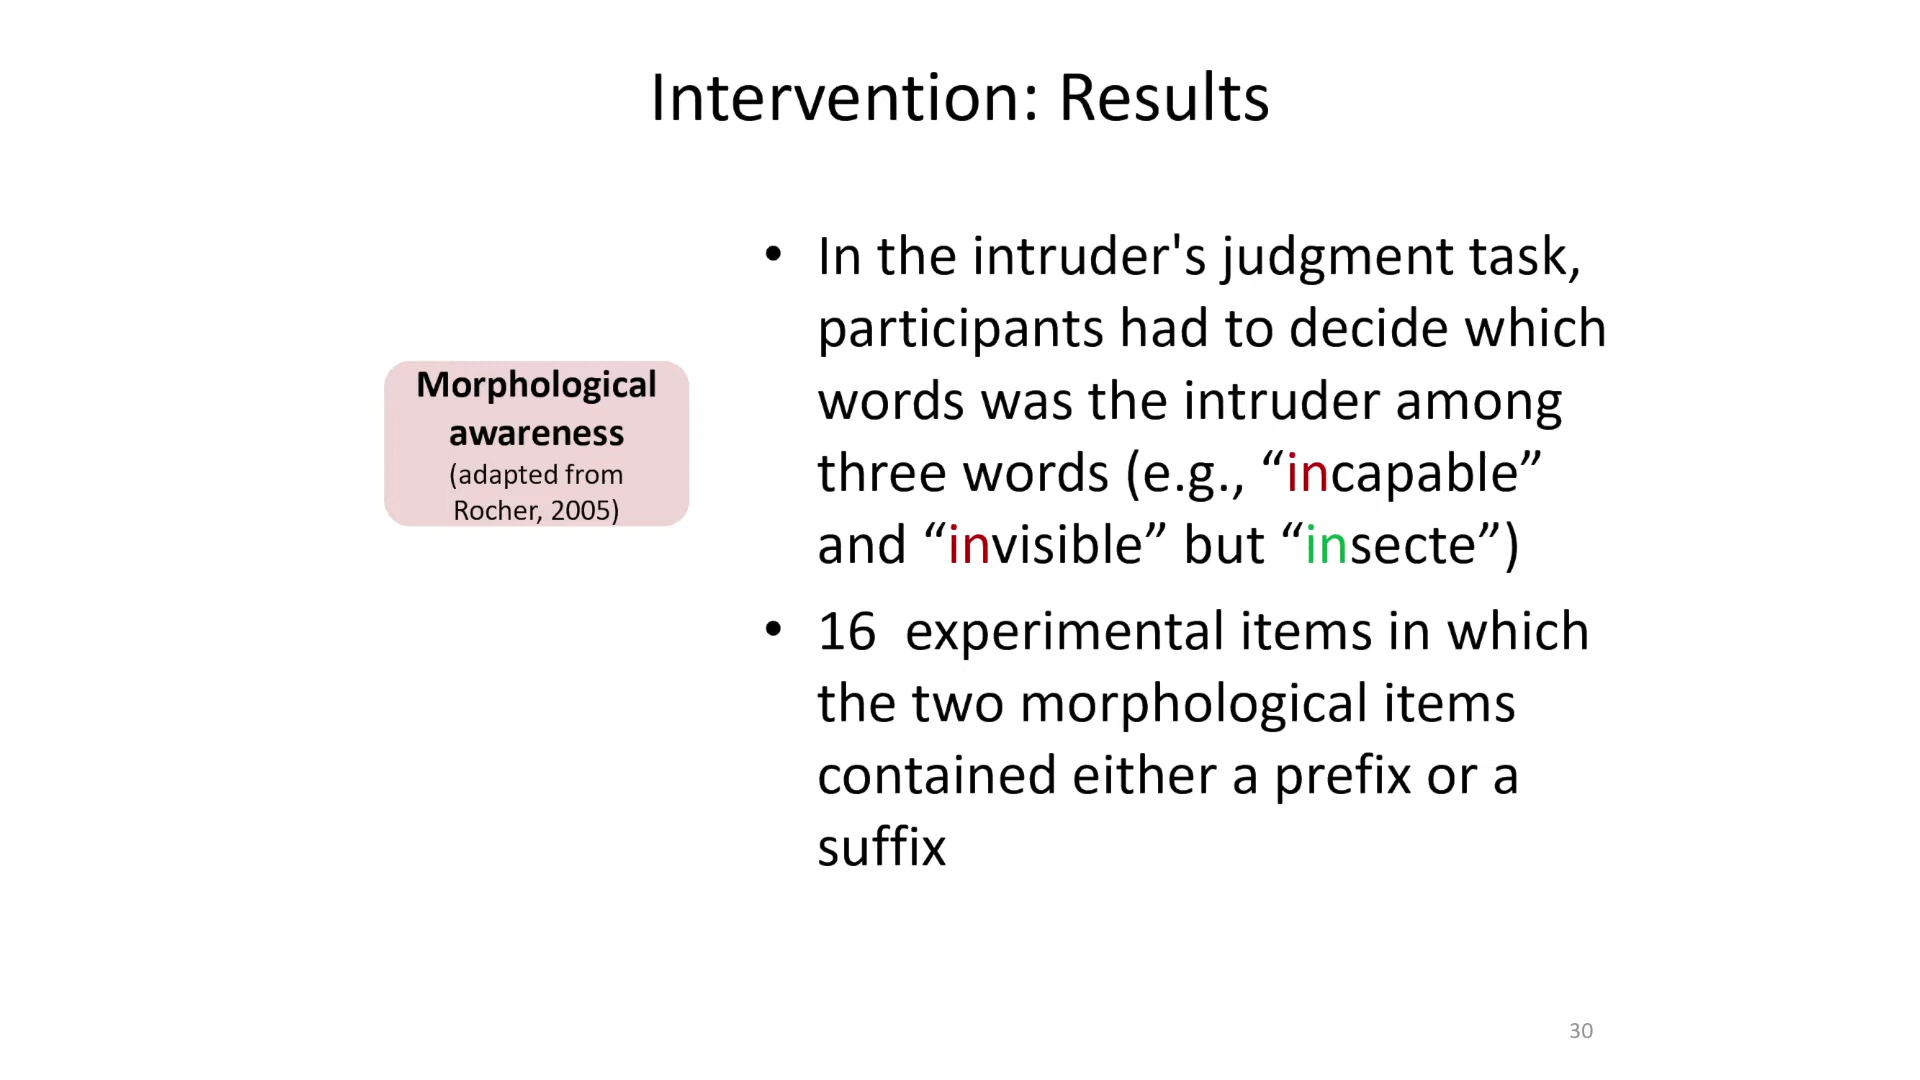 Intervention: Results
Morphological
awareness
(adapted from
Rocher, 2005)
• In the intruder's judgment task,
participants had to decide which
words was the intruder among
three words (e.g., “incapable”
and “invisible” but “insecte”)
• 16  experimental items in which
the two morphological items
contained either a prefix or a
suffix
30